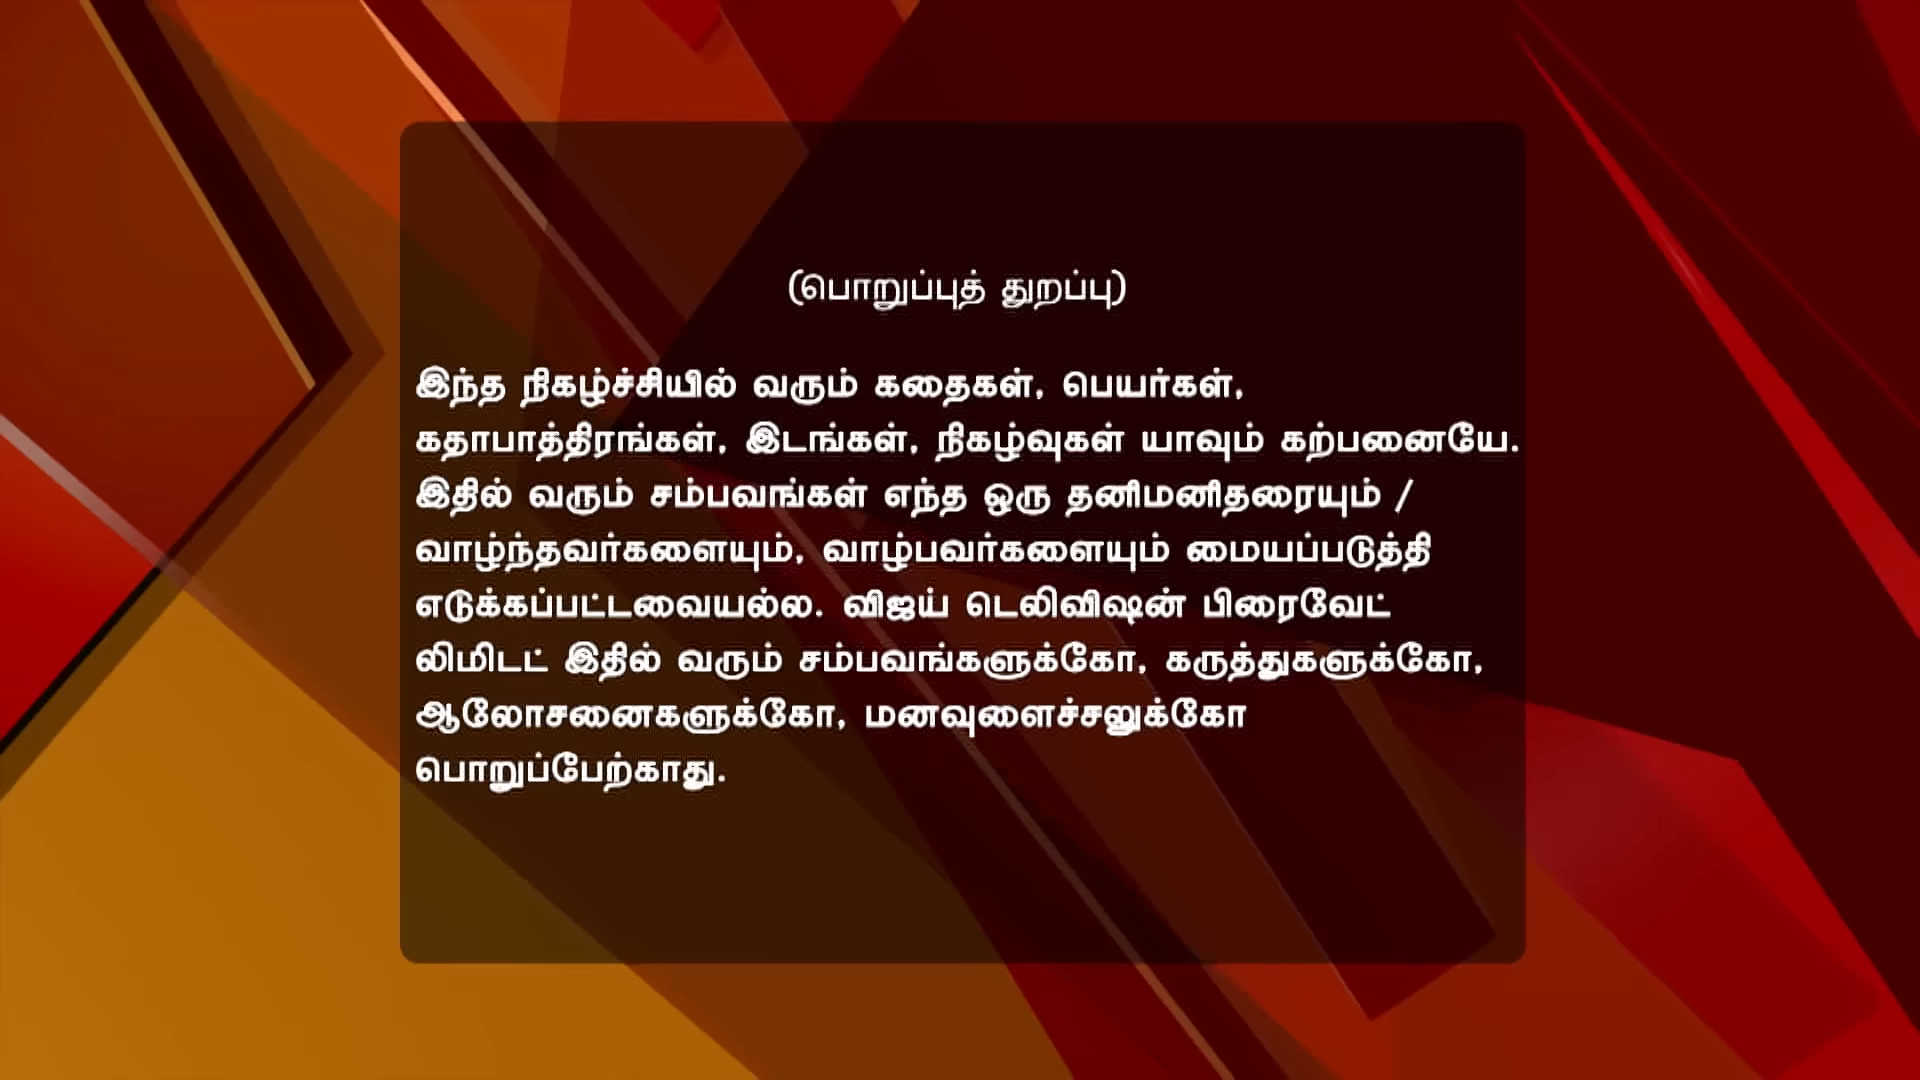 (பொறுப்புத் துறப்பு)
இந்த நிகழ்ச்சியில் வரும் கதைகள், பெயர்கள்,
கதாபாத்திரங்கள், இடங்கள், நிகழ்வுகள் யாவும் கற்பனையே.
இதில் வரும் சம்பவங்கள் எந்த ஒரு தனிமனிதரையும் /
வாழ்ந்தவர்களையும், வாழ்பவர்களையும் மையப்படுத்தி
எடுக்கப்பட்டவையல்ல. விஜய் டெலிவிஷன் பிரைவேட்
லிமிடட் இதில் வரும் சம்பவங்களுக்கோ, கருத்துகளுக்கோ,
ஆலோசனைகளுக்கோ, மனவுளைச்சலுக்கோ
பொறுப்பேற்காது.